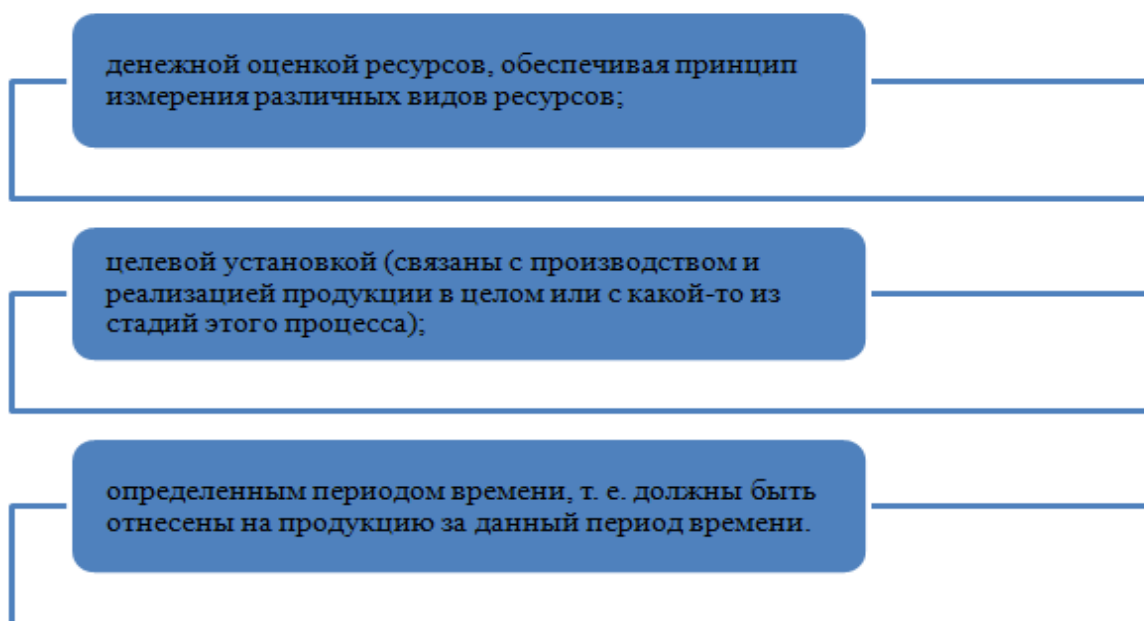 денежной оценкой ресурсов, обеспечивая принцип
измерения различных видов ресурсов;
целевой установкой (связаны с производством и
реализацией продукции в целом или с какой-то из
стадий этого процесса);
определенным периодом времени, т. е. должны быть
отнесены на продукцию за данный период времени.